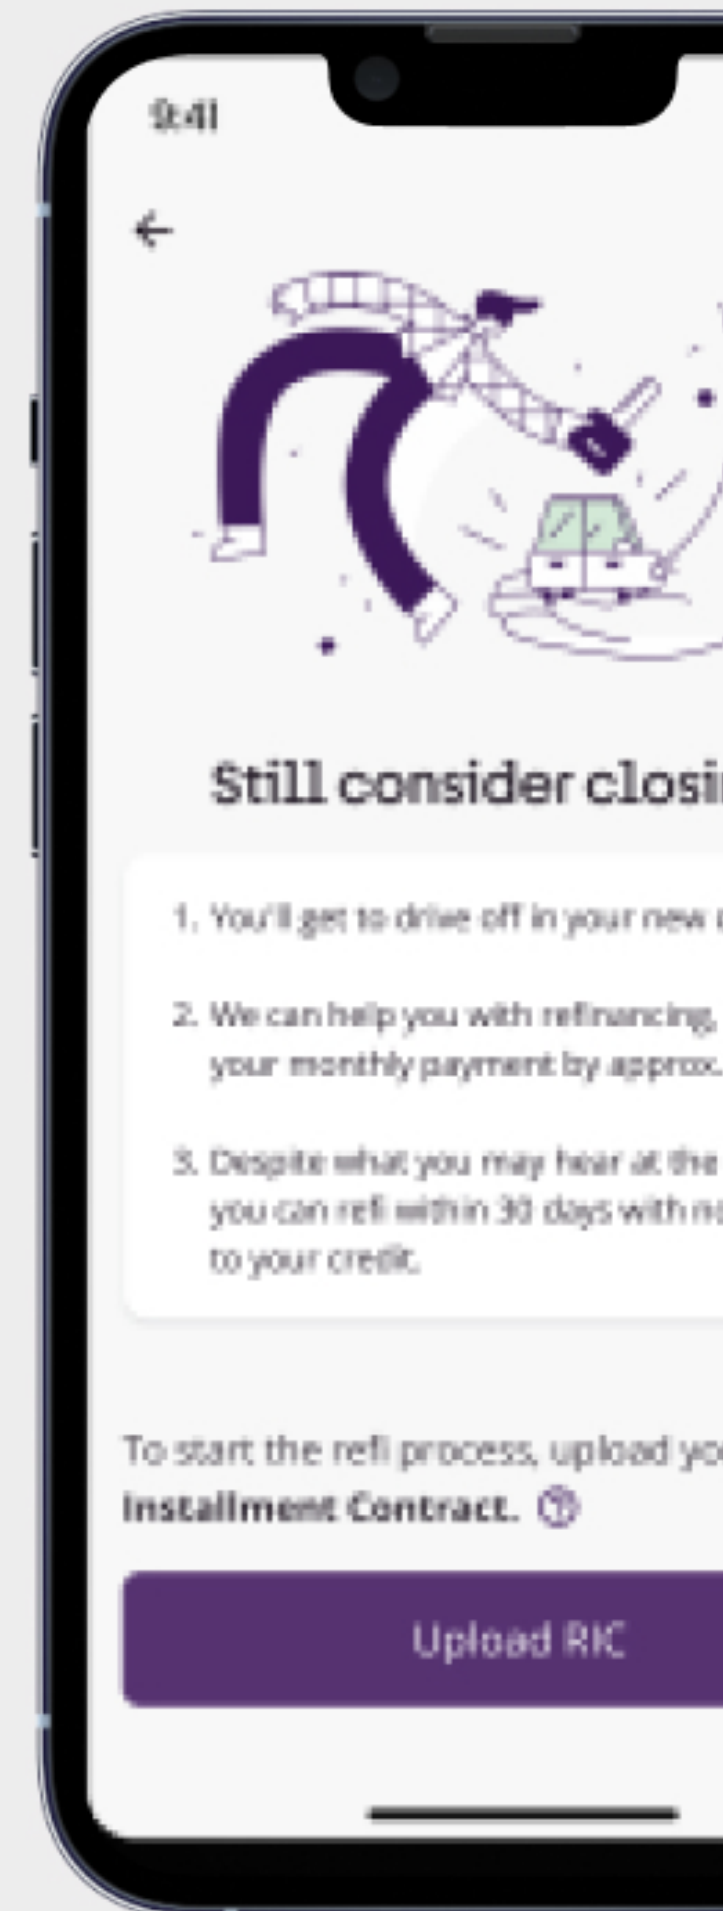 9:41
Still consider closi
1. You'll get to drive off in your new
2. We can help you with refinancing,
your monthly payment by approx.
3. Despite what you may hear at the
you can refi within 30 days with no
to your credit.
To start the refi process, upload yo
Installment Contract.
Upload RIC